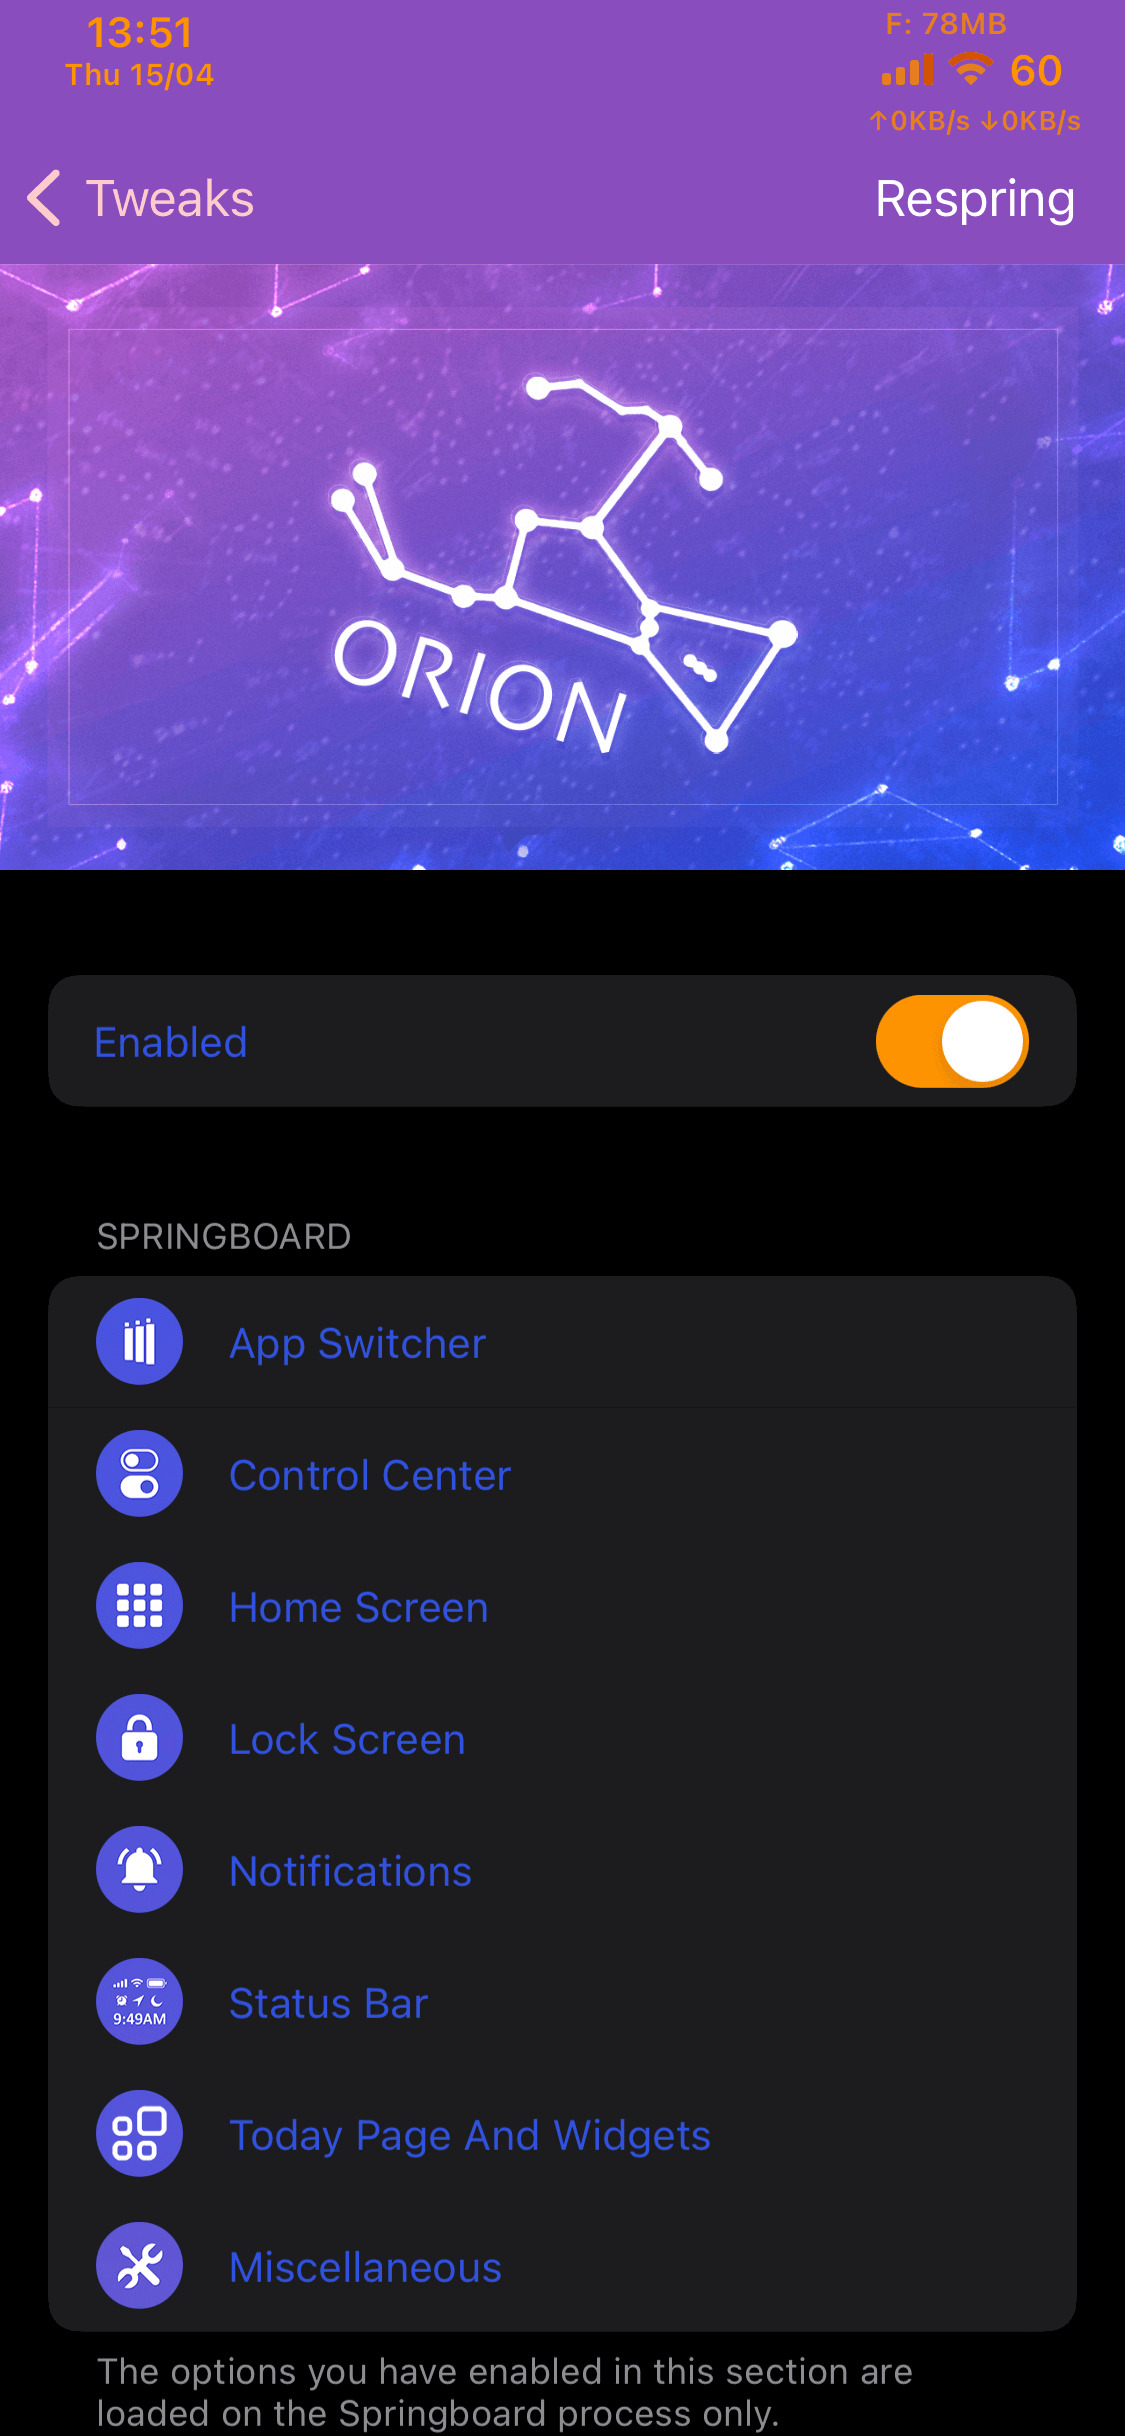 13:51
Thu 15/04
F: 78MB
60
↑0KB/s ↓0KB/s
Tweaks
Respring
ORION
Enabled
SPRINGBOARD
App Switcher
Control Center
Home Screen
Lock Screen
Notifications
9:49AM
Status Bar
Today Page And Widgets
Miscellaneous
The options you have enabled in this section are
loaded on the Springboard process only.